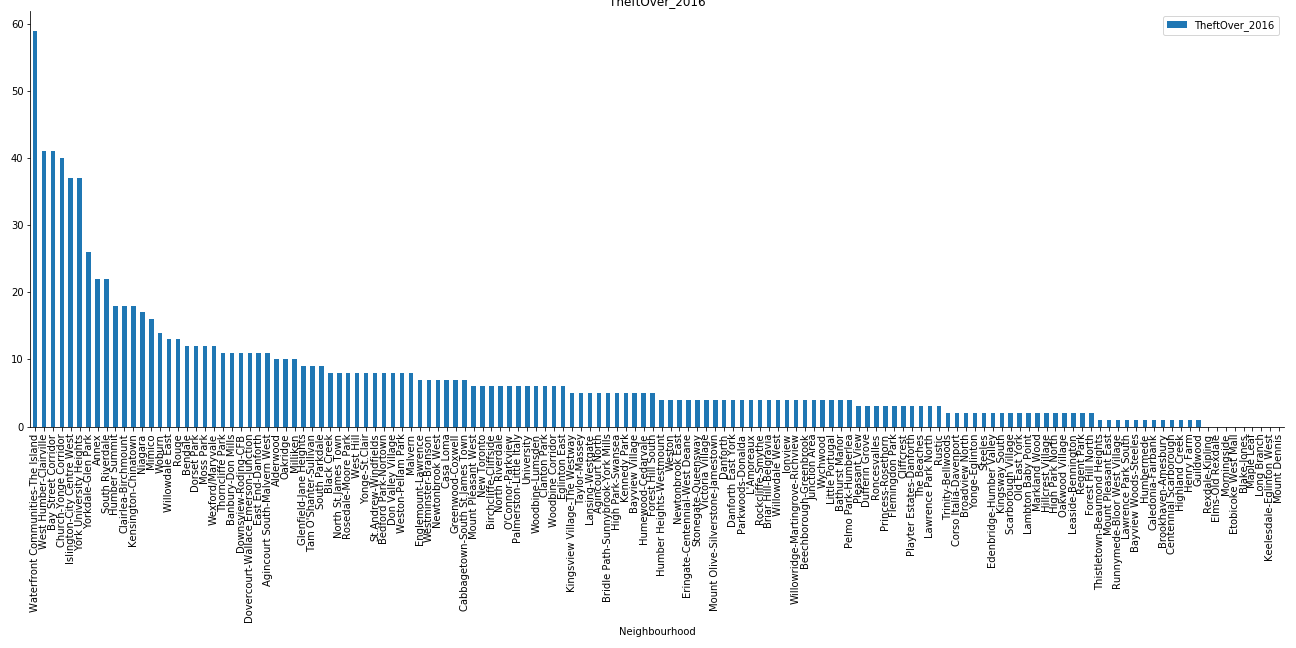 TheftOver_2016
TheftOver_2016
60
50
40
30
20
10
0
Waterfront Communities-The Island
West Humber-Clairville
Bay Street Corridor
Church-Yonge Corridor
Islington-City Centre West
York University Heights
Yorkdale-Glen Park
Annex
South Riverdale
Humber Summit
Clairlea-Birchmount
Kensington-Chinatown
Niagara
Mimico
Woburn
Willowdale East
Rouge
Bendale
Dorset Park
Moss Park
Wexford/Maryvale
Thorncliffe Park
Banbury-Don Mills
Downsview-Roding-CFB
Dovercourt-Wallace Emerson-Junction
East End-Danforth
Agincourt South-Malvern West
Alderwood
Oakridge
Milliken
Glenfield-Jane Heights
Tam O'Shanter-Sullivan
South Parkdale
Black Creek
North St.James Town
Rosedale-Moore Park
West Hill
Yonge-St.Clair
St.Andrew-Windfields
Bedford Park-Nortown
Don Valley Village
Weston-Pellam Park
Malvern
Englemount-Lawrence
Westminster-Branson
Newtonbrook West
Casa Loma
Greenwood-Coxwell
Cabbagetown-South St.James Town
Mount Pleasant West
New Toronto
Birchcliffe-Cliffside
North Riverdale
O'Connor-Parkview
Palmerston-Little Italy
University
Woodbine-Lumsden
Clanton Park
Woodbine Corridor
Eglinton East
Kingsview Village-The Westway
Taylor-Massey
Lansing-Westgate
Agincourt North
Bridle Path-Sunnybrook-York Mills
High Park-Swansea
Kennedy Park
Bayview Village
Humewood-Cedarvale
Forest Hill South
Humber Heights-Westmount
Weston
Newtonbrook East
Eringate-Centennial-West Deane
Stonegate-Queensway
Victoria Village
Mount Olive-Silverstone-Jamestown
Danforth
Danforth East York
Parkwoods-Donalda
L'Amoreaux
Rockcliffe-Smythe
Briar Hill-Belgravia
Willowdale West
Ionview
Willowridge-Martingrove-Richview
Beechborough-Greenbrook
Junction Area
Wychwood
Little Portugal
Bathurst Manor
Pelmo Park-Humberlea
Pleasant View
Dufferin Grove
Roncesvalles
Princess-Rosethorn
Flemingdon Park
Cliffcrest
Playter Estates-Danforth
The Beaches
Lawrence Park North
Rustic
Trinity-Bellwoods
Corso Italia-Davenport
Broadview North
Yonge-Eglinton
Steeles
Edenbridge-Humber Valley
Kingsway South
Scarborough Village
Old East York
Lambton Baby Point
Markland Wood
Hillcrest Village
High Park North
Oakwood Village
Leaside-Bennington
Regent Park
Forest Hill North
Thistletown-Beaumond Heights
Mount Pleasant East
Runnymede-Bloor West Village
Lawrence Park South
Bayview Woods-Steeles
Humbermede
Caledonia-Fairbank
Brookhaven-Amesbury
Centennial Scarborough
Highland Creek
Henry Farm
Guildwood
Rexdale-Kipling
Elms-Old Rexdale
Morningside
Etobicoke West Mall
Blake-Jones
Maple Leaf
Long Branch
Keelesdale-Eglinton West
Mount Dennis
Neighbourhood